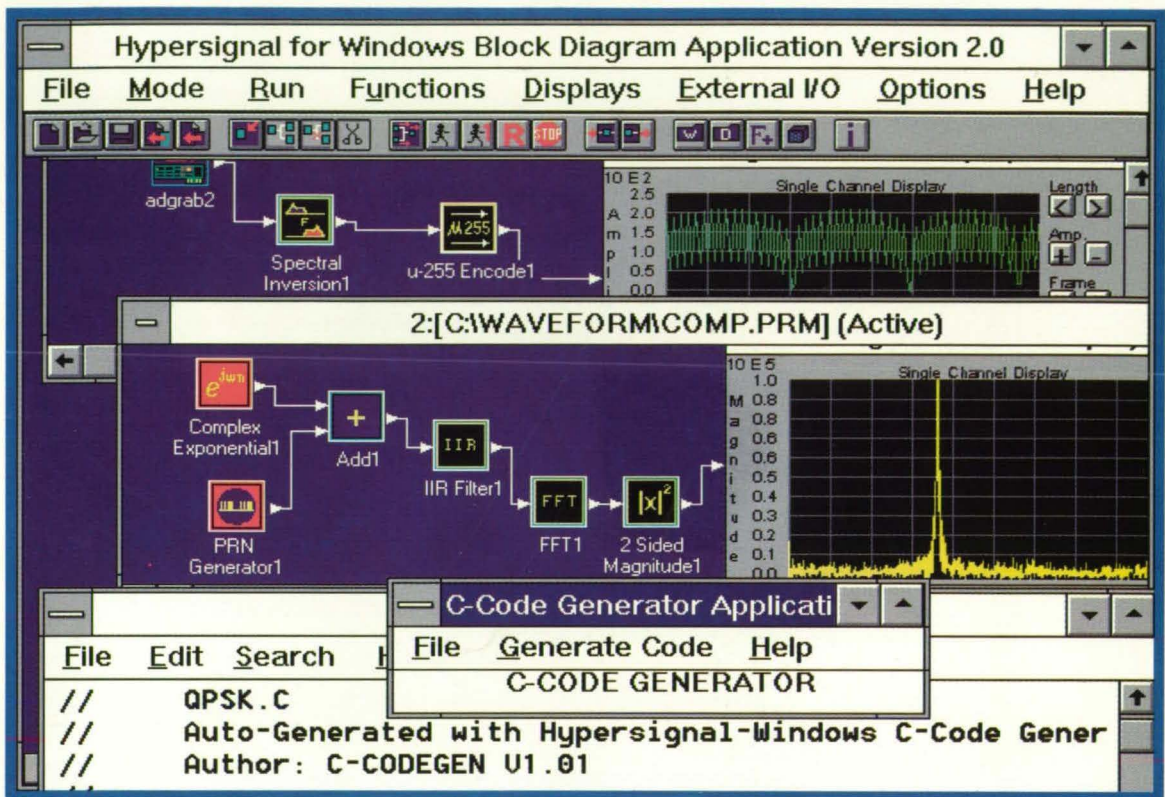 Hypersignal for Windows Block Diagram Application Version 2.0
File Mode Run Functions Displays External I/O Options Help
R STOP W D F+ i
adgrab2
F
Spectral
Inversion1
µ255
u-255 Encode1
10 E2
Single Channel Display
Length
< >
2.5
2.0
1.5
1.0
0.5
0.0
A
m
p
l
i
Amp.
+ -
Frame
2:[C:\WAVEFORM\COMP.PRM] (Active)
e^jwn
Complex
Exponential1
PRN
Generator1
+
Add1
IIR
IIR Filter1
FFT
FFT1
|x|²
2 Sided
Magnitude1
10 E5
Single Channel Display
1.0
0.8
0.8
0.6
0.6
0.5
0.4
0.3
0.2
0.1
0.0
M
a
g
n
i
t
u
d
e
C-Code Generator Applicati
File Generate Code Help
C-CODE GENERATOR
File Edit Search
// QPSK.C
// Auto-Generated with Hypersignal-Windows C-Code Gener
// Author: C-CODEGEN V1.01